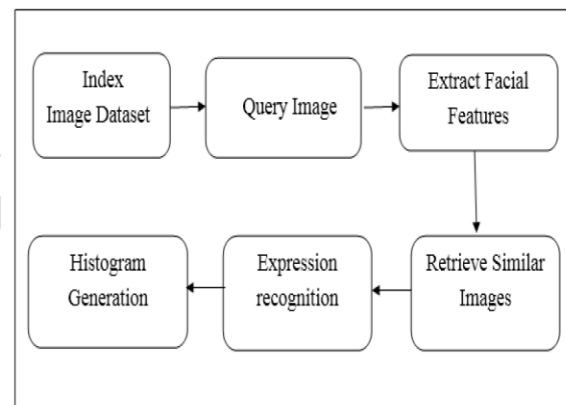 Index
Image Dataset
Query Image
Extract Facial
Features
Retrieve Similar
Images
Expression
recognition
Histogram
Generation